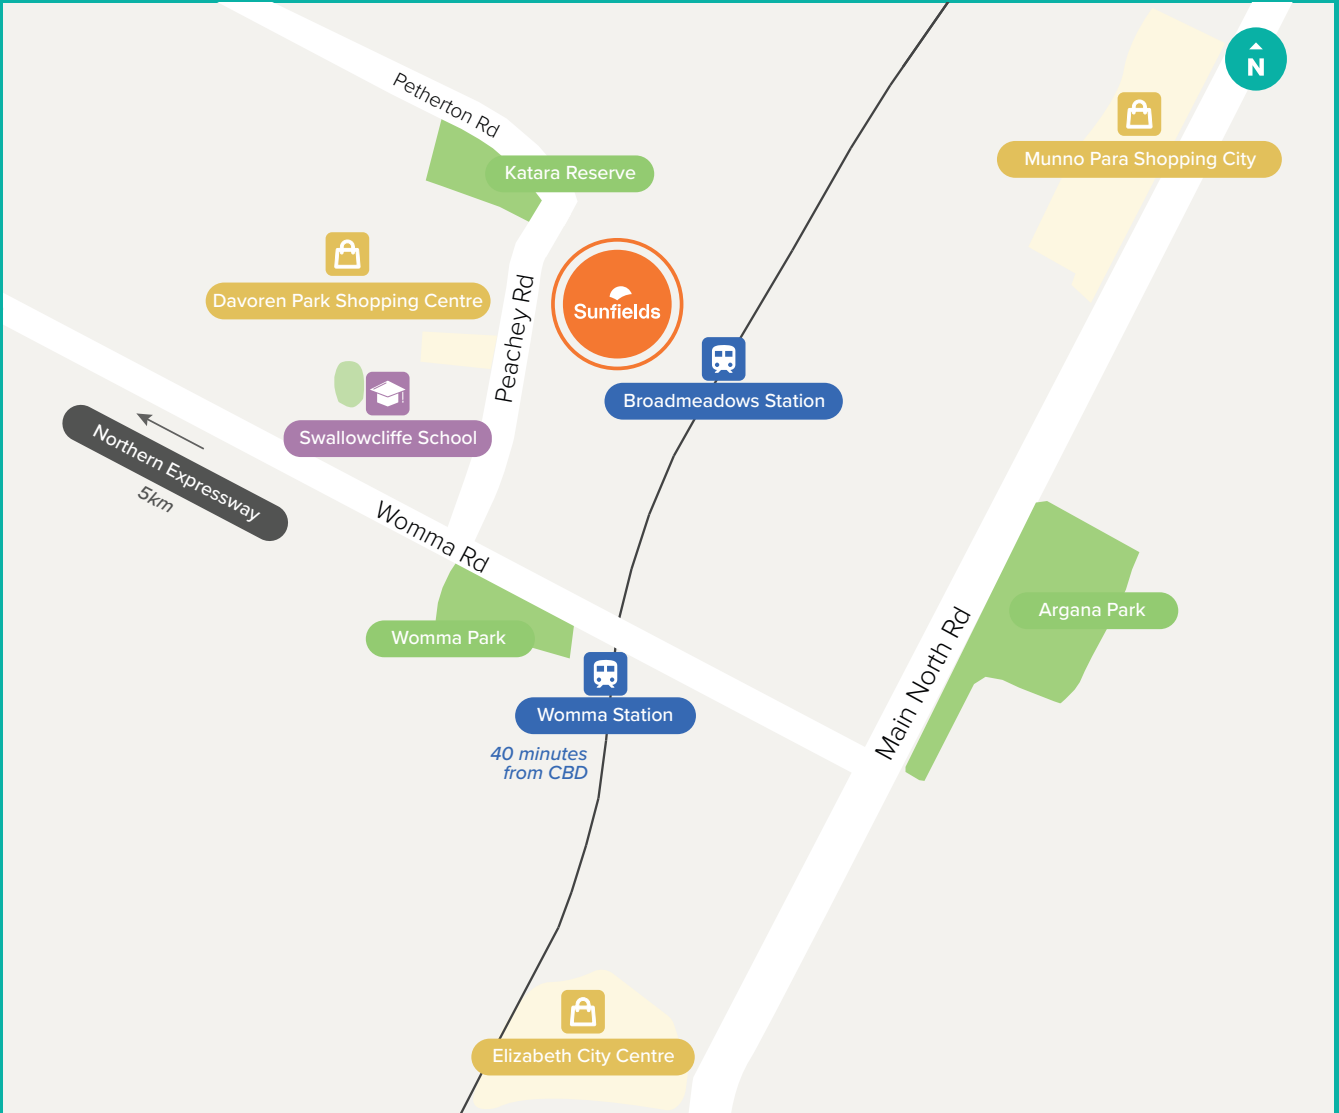 N
Petherton Rd
Munno Para Shopping City
Katara Reserve
Davoren Park Shopping Centre
Peachey Rd
Sunfields
Broadmeadows Station
Swallowcliffe School
Northern Expressway
5km
Womma Rd
Argana Park
Womma Park
Main North Rd
Womma Station
40 minutes
from CBD
Elizabeth City Centre